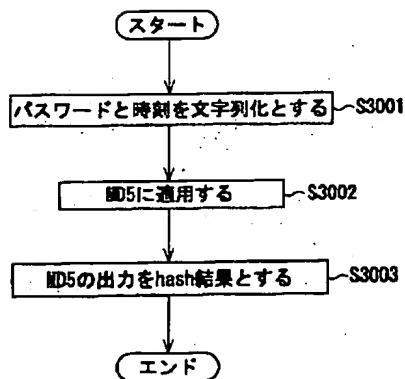 スタート
パスワードと時刻を文字列化とする ~S3001
MD5に適用する ~S3002
MD5の出力をhash結果とする ~S3003
エンド